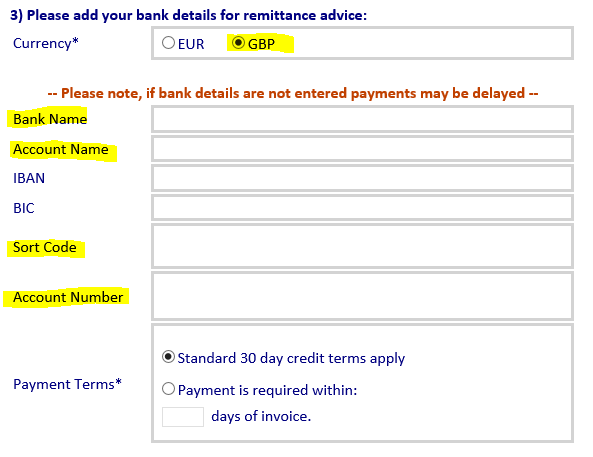 3) Please add your bank details for remittance advice:
Currency* EUR GBP
-- Please note, if bank details are not entered payments may be delayed --
Bank Name
Account Name
IBAN
BIC
Sort Code
Account Number
Standard 30 day credit terms apply
Payment Terms* Payment is required within:
days of invoice.